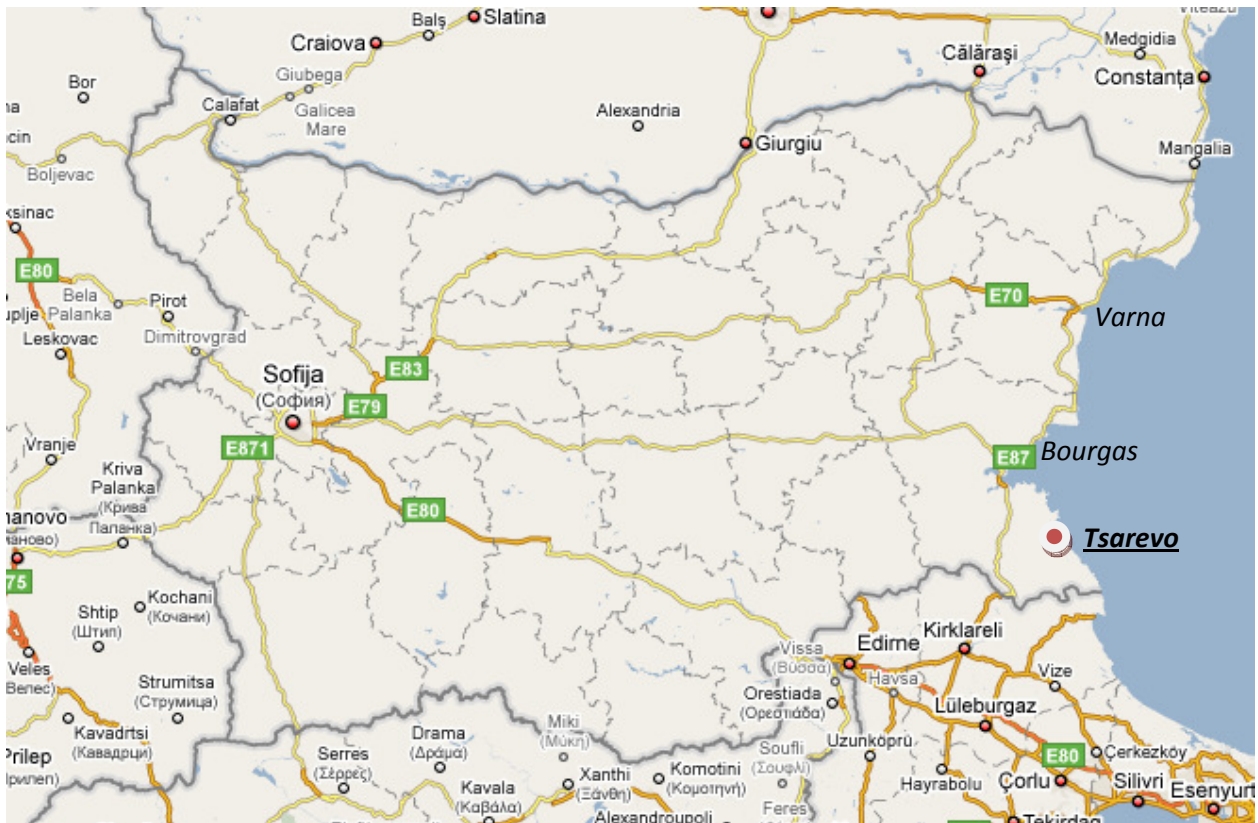 Balş
Slatina
Craiova
Viteazu
Medgidia
Călăraşi
Constanţa
Giubega
Bor
Calafat
Galicea
Mare
Alexandria
Giurgiu
Mangalia
Boljevac
E80
Bela
Palanka
Pirot
E70
Varna
Leskovac
Dimitrovgrad
Sofija
(София)
E83
E79
E871
E87
Bourgas
Vranje
Kriva
Palanka
(Крива
Паланка)
E80
Tsarevo
Kochani
(Кочани)
Shtip
(Штип)
Edirne
Kirklareli
Vissa
(Βύσσα)
Havsa
Vize
Veles
Strumitsa
(Струмица)
Orestiada
(Ορεστιάδα)
Lüleburgaz
Kavadrtsi
(Кавадрци)
Drama
(Δράμα)
Miki
(Μύκη)
Uzunköprü
E80
Çerkezköy
Prilep
Serres
(Σέρρες)
Soufli
(Σουφλί)
Xanthi
(Ξάνθη)
Komotini
(Κομοτηνή)
Hayrabolu
Çorlu
Silivri
Esenyurt
Kavala
(Καβάλα)
Feres
Alexandroupoli
Tekirdag